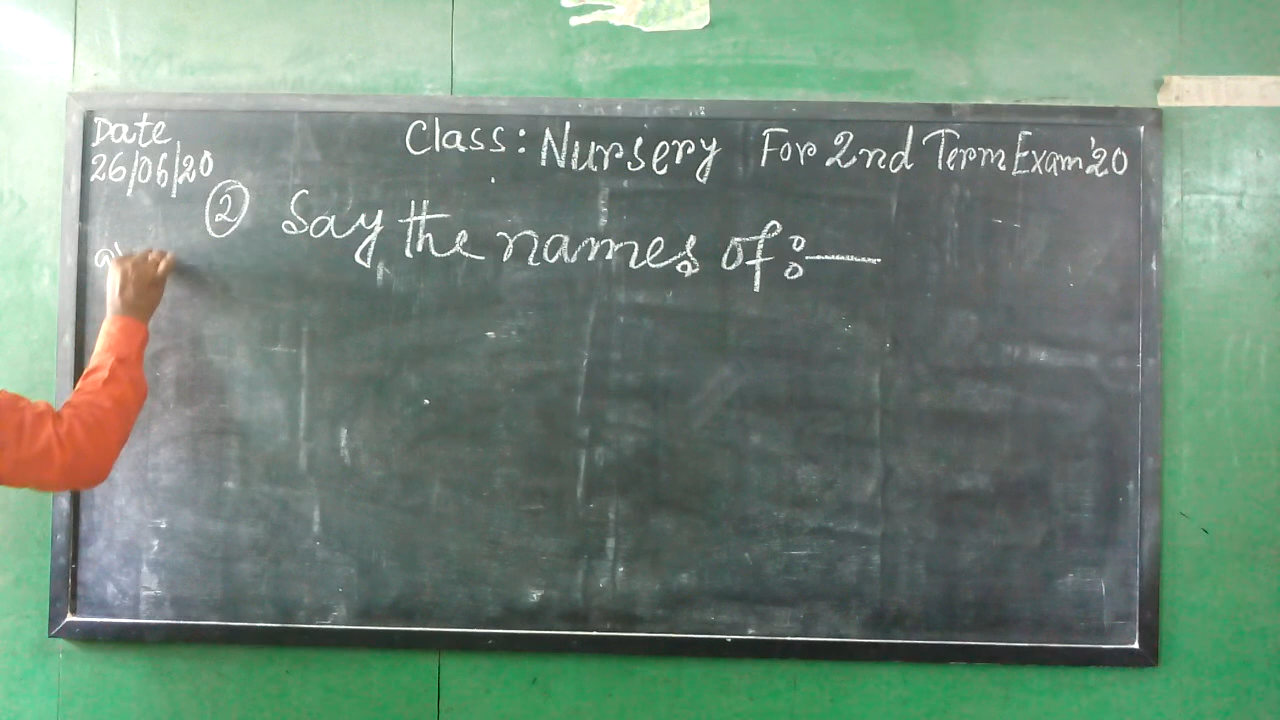 Date
26/06/20
Class: Nursery For 2nd Term Exam'20
② Say the names of:—
a)